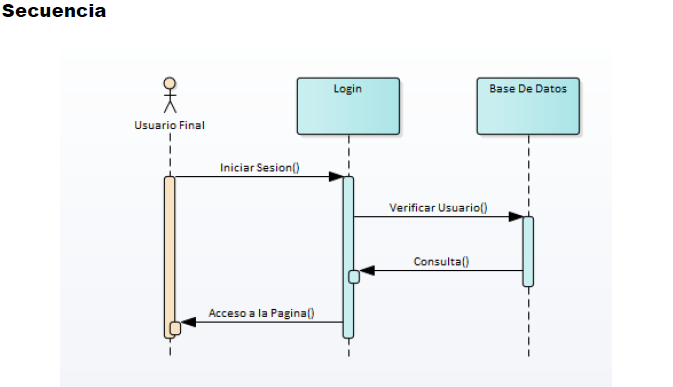 Secuencia
Login
Base De Datos
Usuario Final
Iniciar Sesion()
Verificar Usuario()
Consulta()
Acceso a la Pagina()